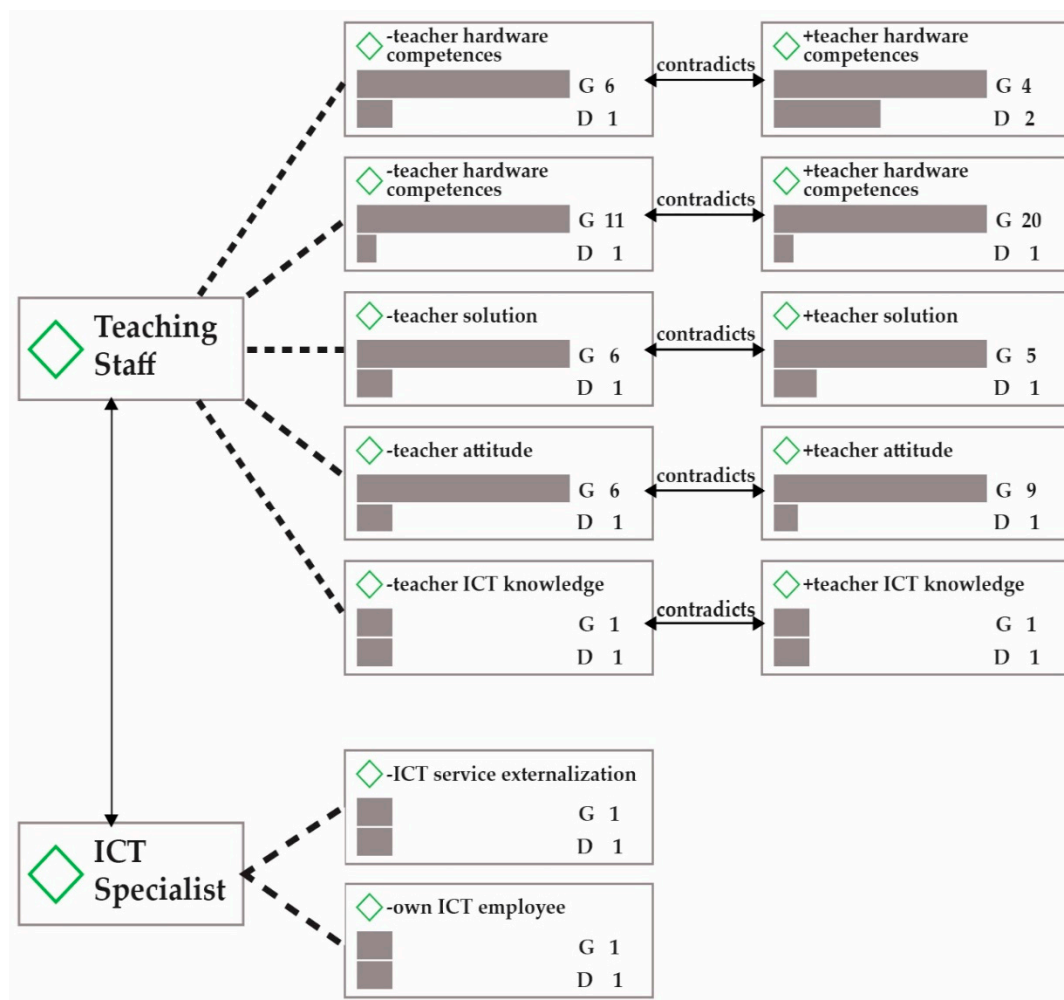 -teacher hardware
competences
G 6
D 1
contradicts
+teacher hardware
competences
G 4
D 2
-teacher hardware
competences
G 11
D 1
contradicts
+teacher hardware
competences
G 20
D 1
Teaching
Staff
-teacher solution
G 6
D 1
contradicts
+teacher solution
G 5
D 1
-teacher attitude
G 6
D 1
contradicts
+teacher attitude
G 9
D 1
-teacher ICT knowledge
G 1
D 1
contradicts
+teacher ICT knowledge
G 1
D 1
ICT
Specialist
-ICT service externalization
G 1
D 1
-own ICT employee
G 1
D 1